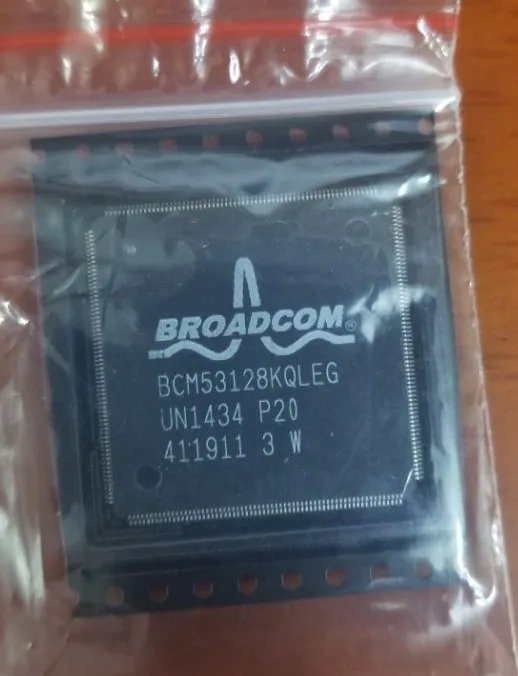 BROADCOM®
BCM53128KQLEG
UN1434 P20
411911 3 W